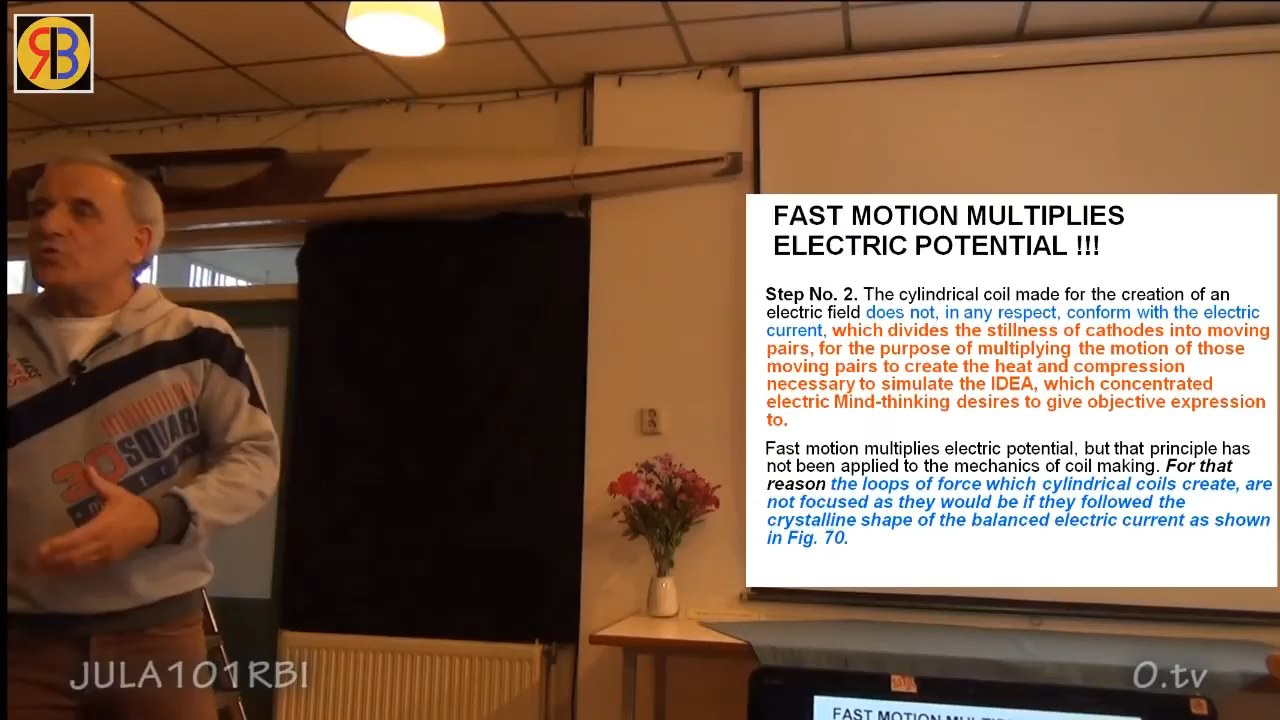 RB
FAST MOTION MULTIPLIES
ELECTRIC POTENTIAL !!!
Step No. 2. The cylindrical coil made for the creation of an
electric field does not, in any respect, conform with the electric
current, which divides the stillness of cathodes into moving
pairs, for the purpose of multiplying the motion of those
moving pairs to create the heat and compression
necessary to simulate the IDEA, which concentrated
electric Mind-thinking desires to give objective expression
to.
Fast motion multiplies electric potential, but that principle has
not been applied to the mechanics of coil making. For that
reason the loops of force which cylindrical coils create, are
not focused as they would be if they followed the
crystalline shape of the balanced electric current as shown
in Fig. 70.
SQUAR
JULA101RBI
O.tv
FAST MOTION MULTI